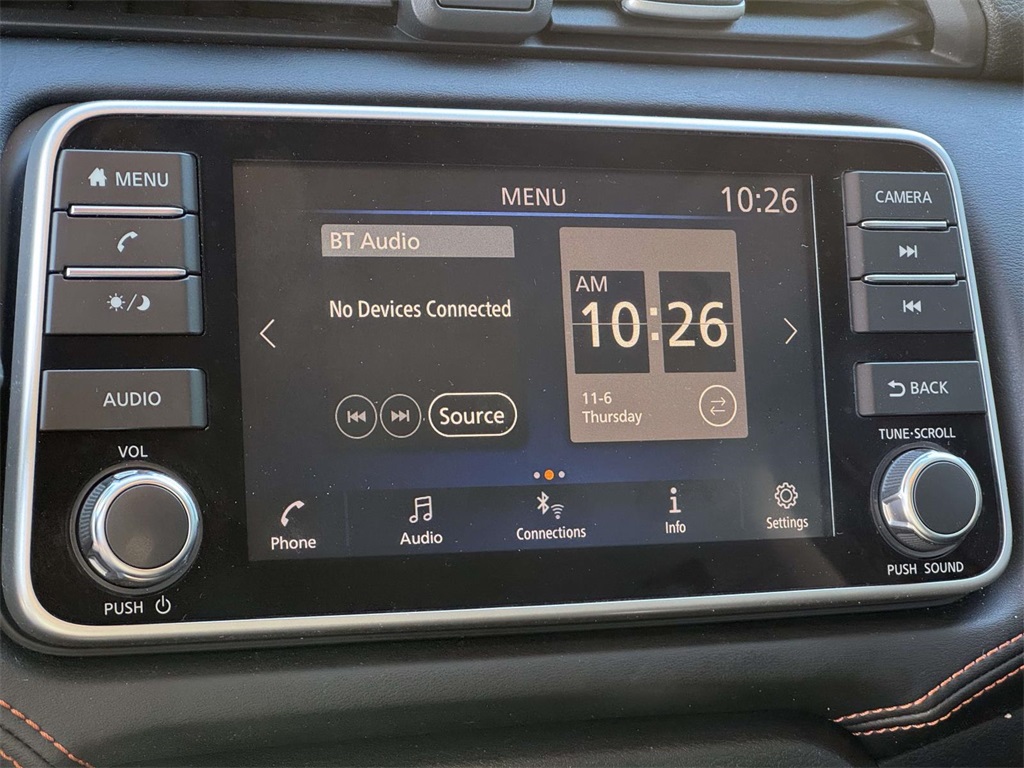 MENU
AUDIO
VOL
PUSH
MENU 10:26
BT Audio
No Devices Connected
Source
AM
10:26
11-6
Thursday
Phone
Audio
Connections
Info
Settings
CAMERA
BACK
TUNE·SCROLL
PUSH SOUND